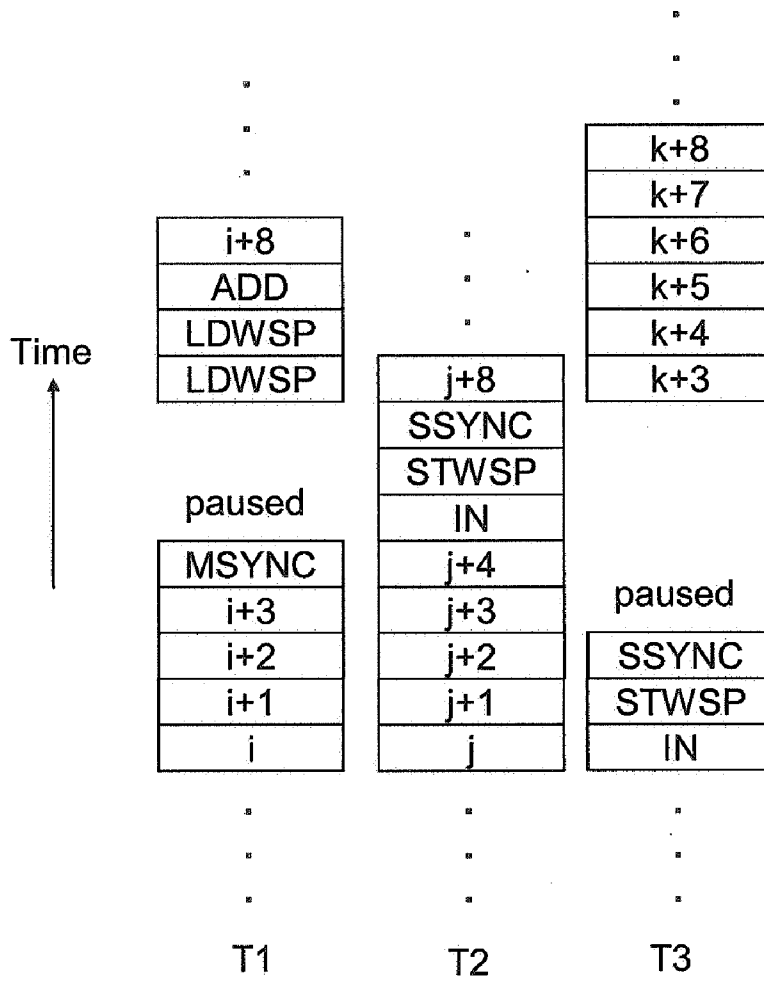 k+8
k+7
i+8 k+6
ADD k+5
LDWSP k+4
Time
LDWSP j+8 k+3
SSYNC
STWSP
paused IN
MSYNC j+4
i+3 j+3 paused
i+2 j+2 SSYNC
i+1 j+1 STWSP
i j IN
T1 T2 T3